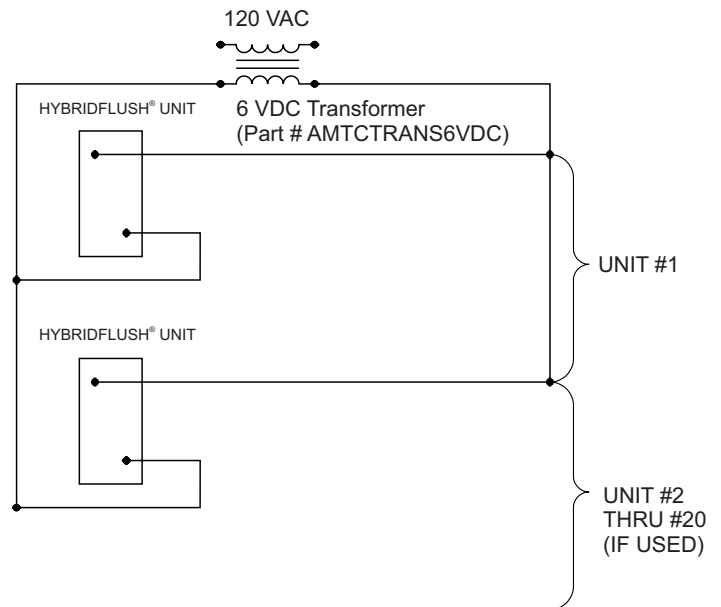 120 VAC
HYBRIDFLUSH® UNIT
6 VDC Transformer
(Part # AMTCTRANS6VDC)
UNIT #1
HYBRIDFLUSH® UNIT
UNIT #2
THRU #20
(IF USED)